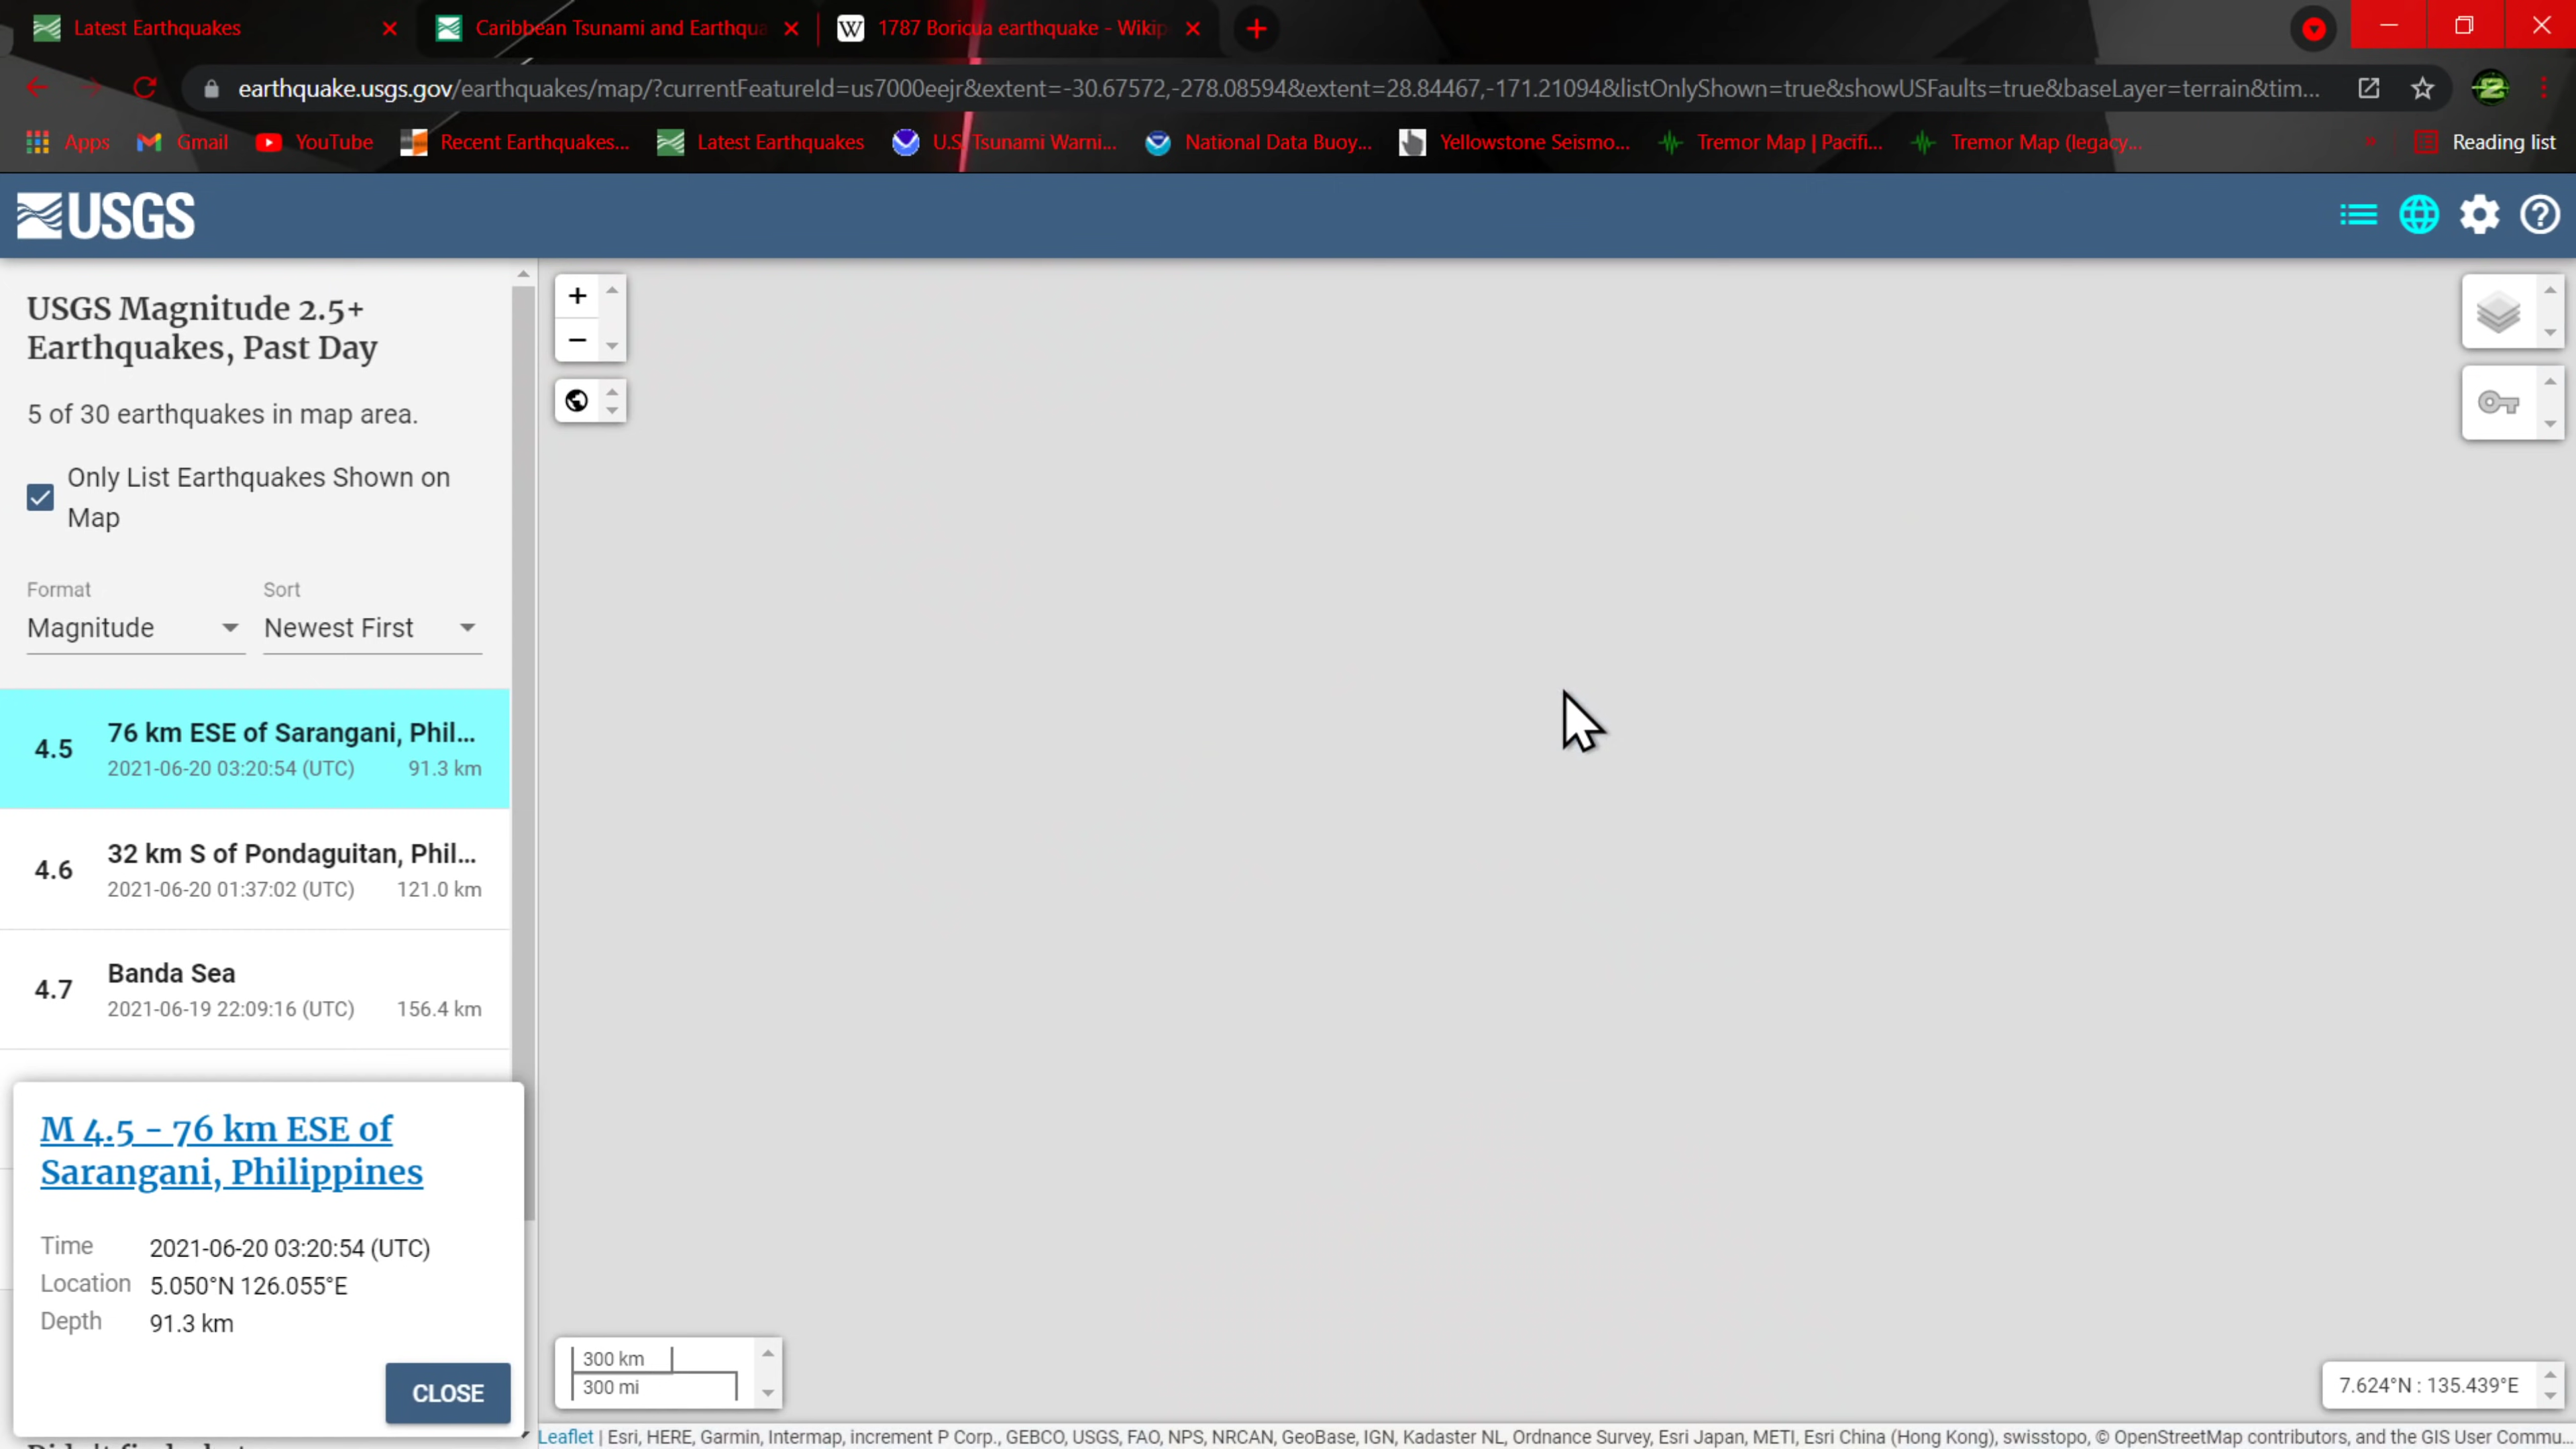 Latest Earthquakes
Caribbean Tsunami and Earthqua
1787 Boricua earthquake - Wikip
earthquake.usgs.gov/earthquakes/map/?currentFeatureId=us7000eejr&extent=-30.67572,-278.08594&extent=28.84467,-171.21094&listOnlyShown=true&showUSFaults=true&baseLayer=terrain&tim...
Apps
Gmail
YouTube
Recent Earthquakes...
Latest Earthquakes
U.S. Tsunami Warni...
National Data Buoy...
Yellowstone Seismo...
Tremor Map | Pacifi...
Tremor Map (legacy...
Reading list
USGS
USGS Magnitude 2.5+
Earthquakes, Past Day
5 of 30 earthquakes in map area.
Only List Earthquakes Shown on
Map
Format Sort
Magnitude Newest First
4.5 76 km ESE of Sarangani, Phil...
2021-06-20 03:20:54 (UTC) 91.3 km
4.6 32 km S of Pondaguitan, Phil...
2021-06-20 01:37:02 (UTC) 121.0 km
4.7 Banda Sea
2021-06-19 22:09:16 (UTC) 156.4 km
M 4.5 - 76 km ESE of
Sarangani, Philippines
Time 2021-06-20 03:20:54 (UTC)
Location 5.050°N 126.055°E
Depth 91.3 km
CLOSE
300 km
300 mi
7.624°N : 135.439°E
Leaflet | Esri, HERE, Garmin, Intermap, increment P Corp., GEBCO, USGS, FAO, NPS, NRCAN, GeoBase, IGN, Kadaster NL, Ordnance Survey, Esri Japan, METI, Esri China (Hong Kong), swisstopo, © OpenStreetMap contributors, and the GIS User Commu...